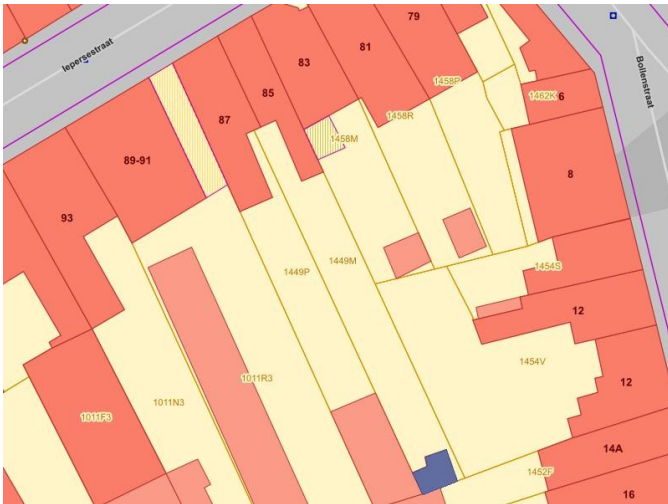 Iepersestraat
79
81
83
85
87
89-91
93
1458P
1458R
1458M
1462K
6
Bollenstraat
8
1449M
1449P
1454S
12
1454V
12
1011R3
1011N3
1011F3
14A
1452F
16